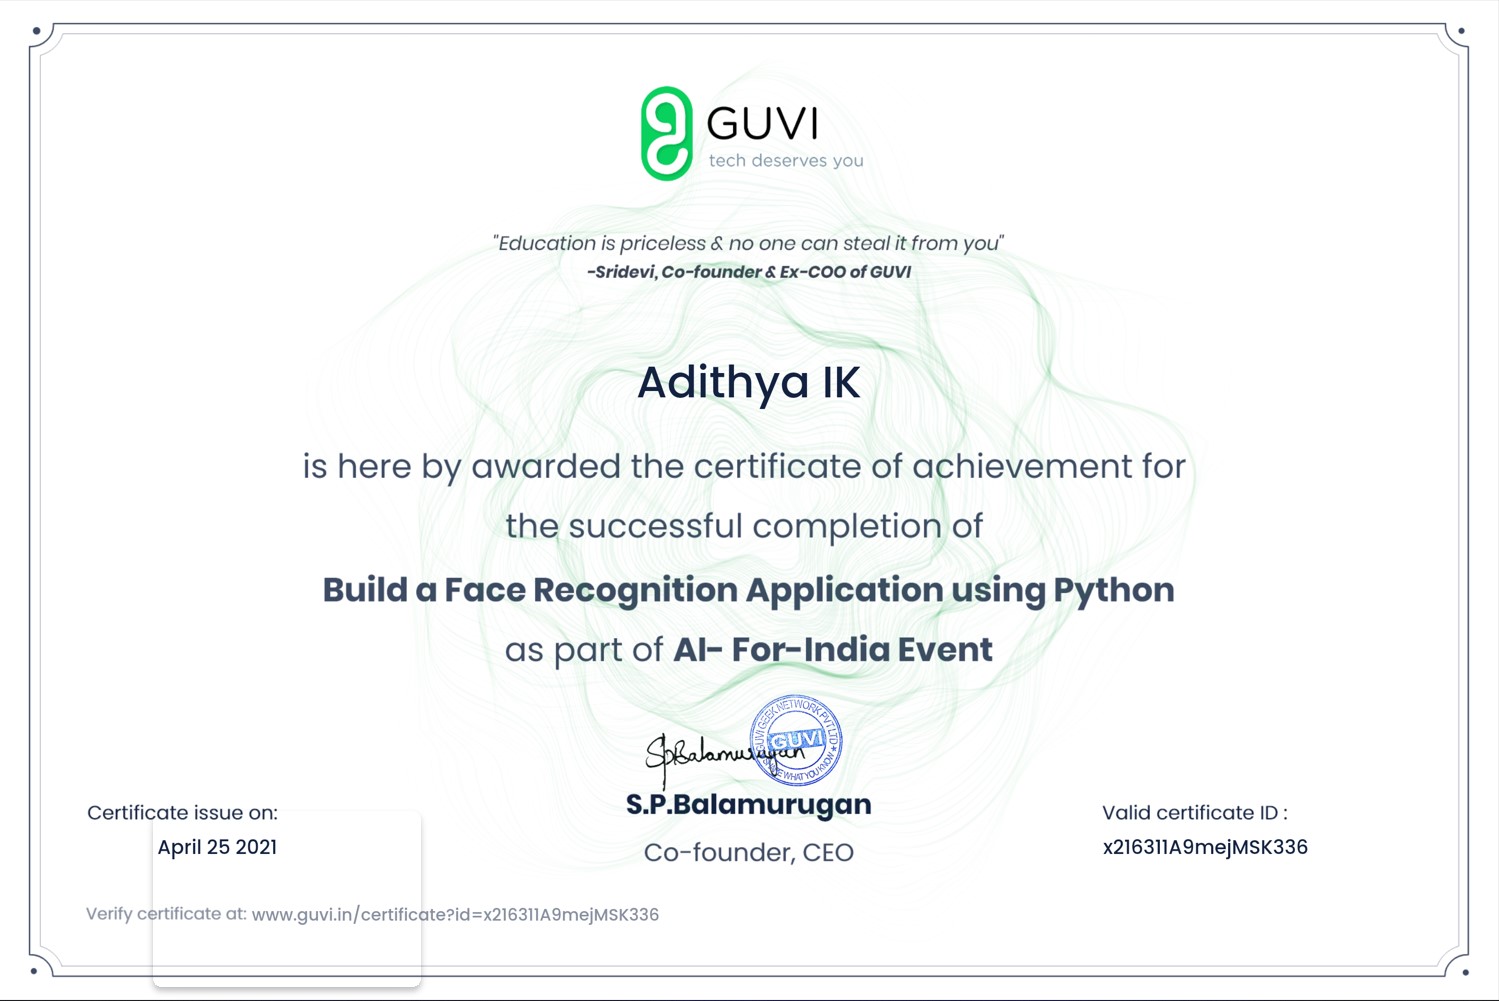 GUVI
tech deserves you
"Education is priceless & no one can steal it from you"
-Sridevi, Co-founder & Ex-COO of GUVI
Adithya IK
is here by awarded the certificate of achievement for
the successful completion of
Build a Face Recognition Application using Python
as part of AI- For-India Event
SpBalamurugan
GUVI GEEK NETWORK PVT LTD
GUVI
WHAT YOU KNOW
S.P.Balamurugan
Co-founder, CEO
Certificate issue on:
April 25 2021
Valid certificate ID :
x216311A9mejMSK336
Verify certificate at: www.guvi.in/certificate?id=x216311A9mejMSK336